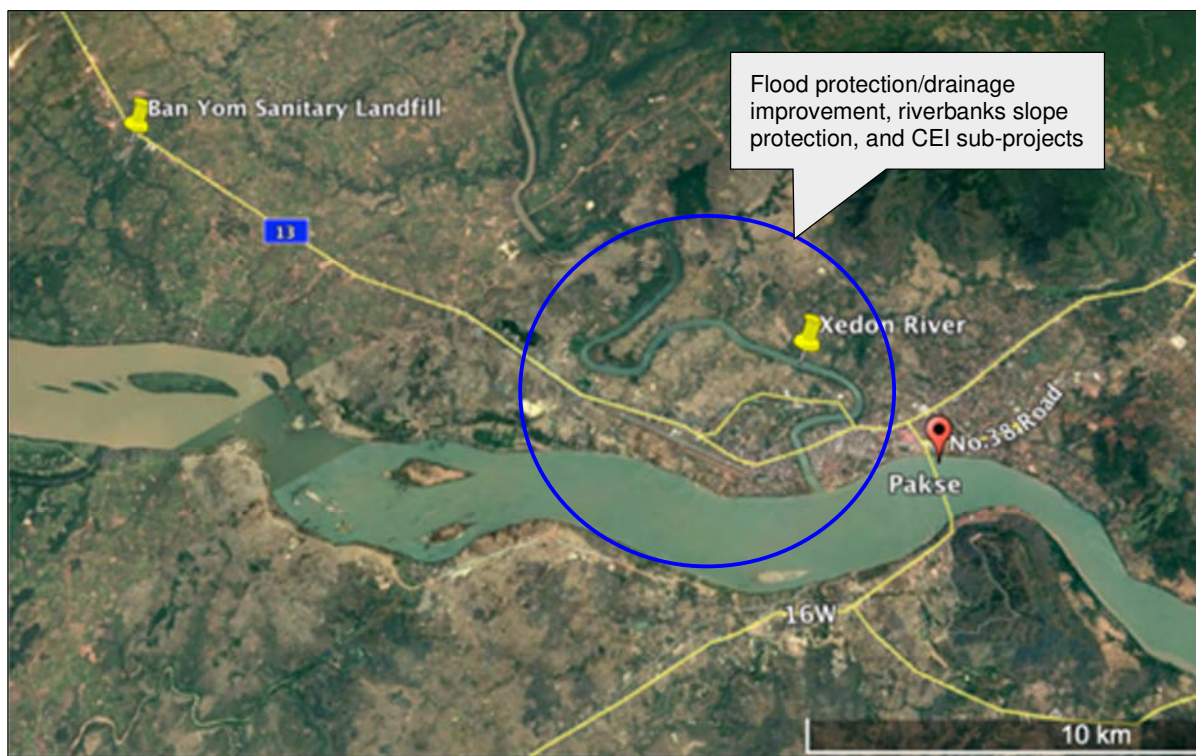 Flood protection/drainage
improvement, riverbanks slope
protection, and CEI sub-projects
Ban Yom Sanitary Landfill
13
Xedon River
No.38 Road
Pakse
16W
10 km